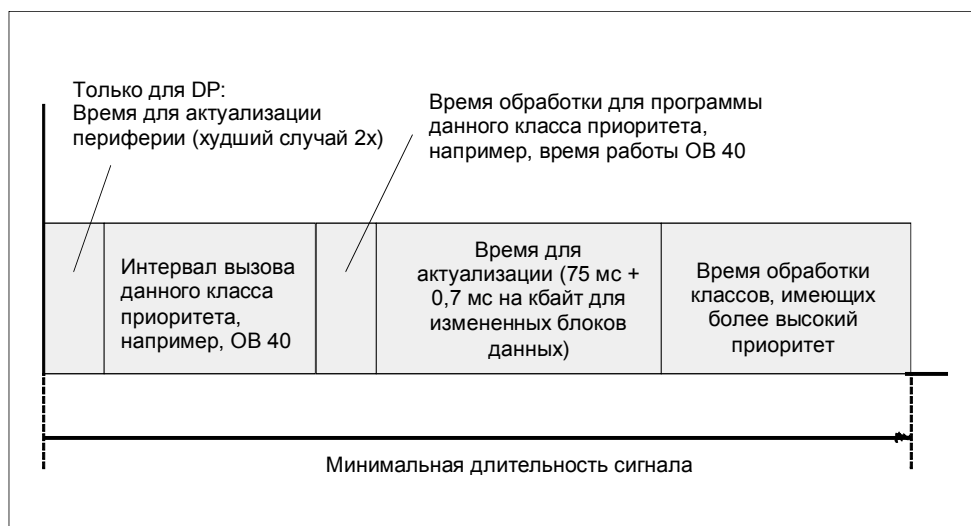 Только для DP:
Время для актуализации
периферии (худший случай 2x)
Время обработки для программы
данного класса приоритета,
например, время работы OB 40
Интервал вызова
данного класса
приоритета,
например, OB 40
Время для
актуализации (75 мс +
0,7 мс на кбайт для
измененных блоков
данных)
Время обработки
классов, имеющих
более высокий
приоритет
Минимальная длительность сигнала